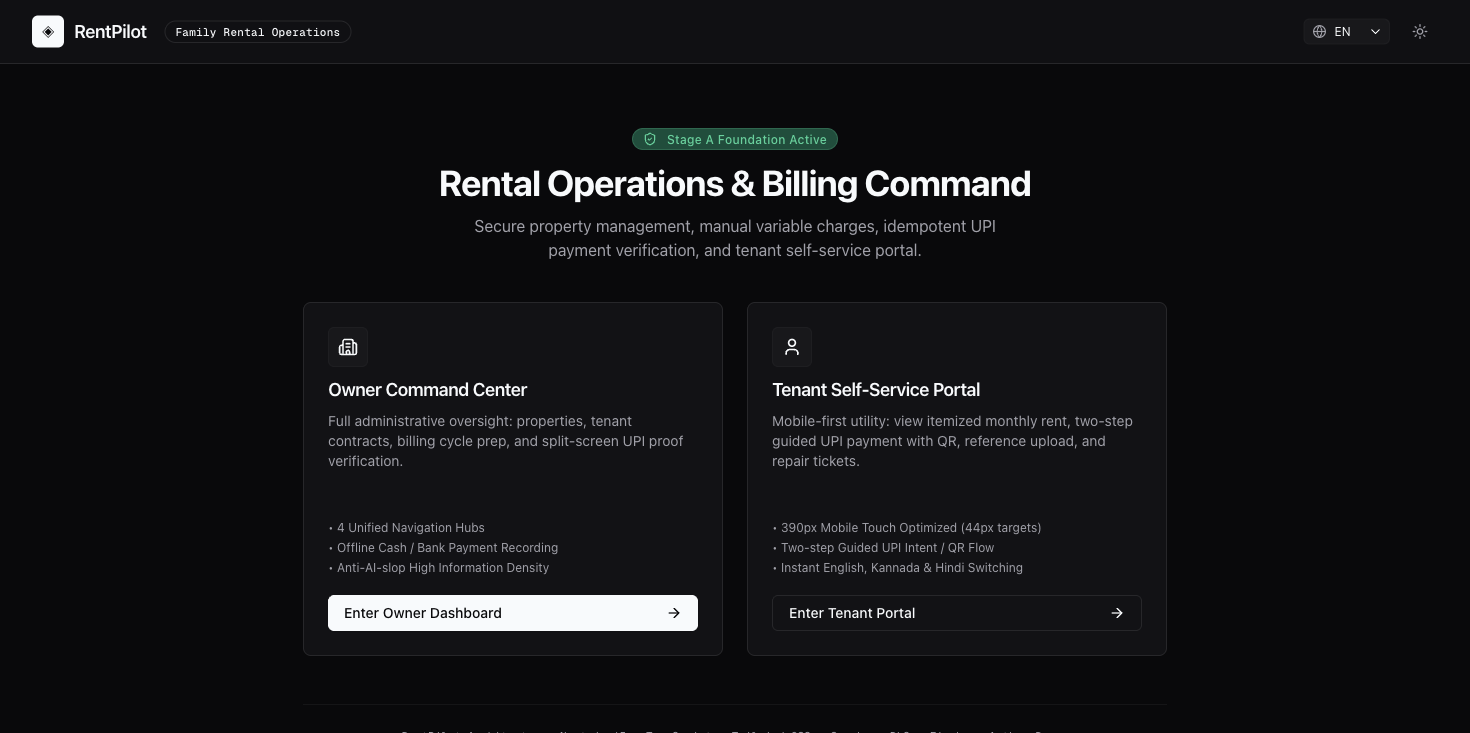 RentPilot
Family Rental Operations
EN
Stage A Foundation Active
Rental Operations & Billing Command
Secure property management, manual variable charges, idempotent UPI
payment verification, and tenant self-service portal.
Owner Command Center
Full administrative oversight: properties, tenant
contracts, billing cycle prep, and split-screen UPI proof
verification.
• 4 Unified Navigation Hubs
• Offline Cash / Bank Payment Recording
• Anti-AI-slop High Information Density
Enter Owner Dashboard
Tenant Self-Service Portal
Mobile-first utility: view itemized monthly rent, two-step
guided UPI payment with QR, reference upload, and
repair tickets.
• 390px Mobile Touch Optimized (44px targets)
• Two-step Guided UPI Intent / QR Flow
• Instant English, Kannada & Hindi Switching
Enter Tenant Portal